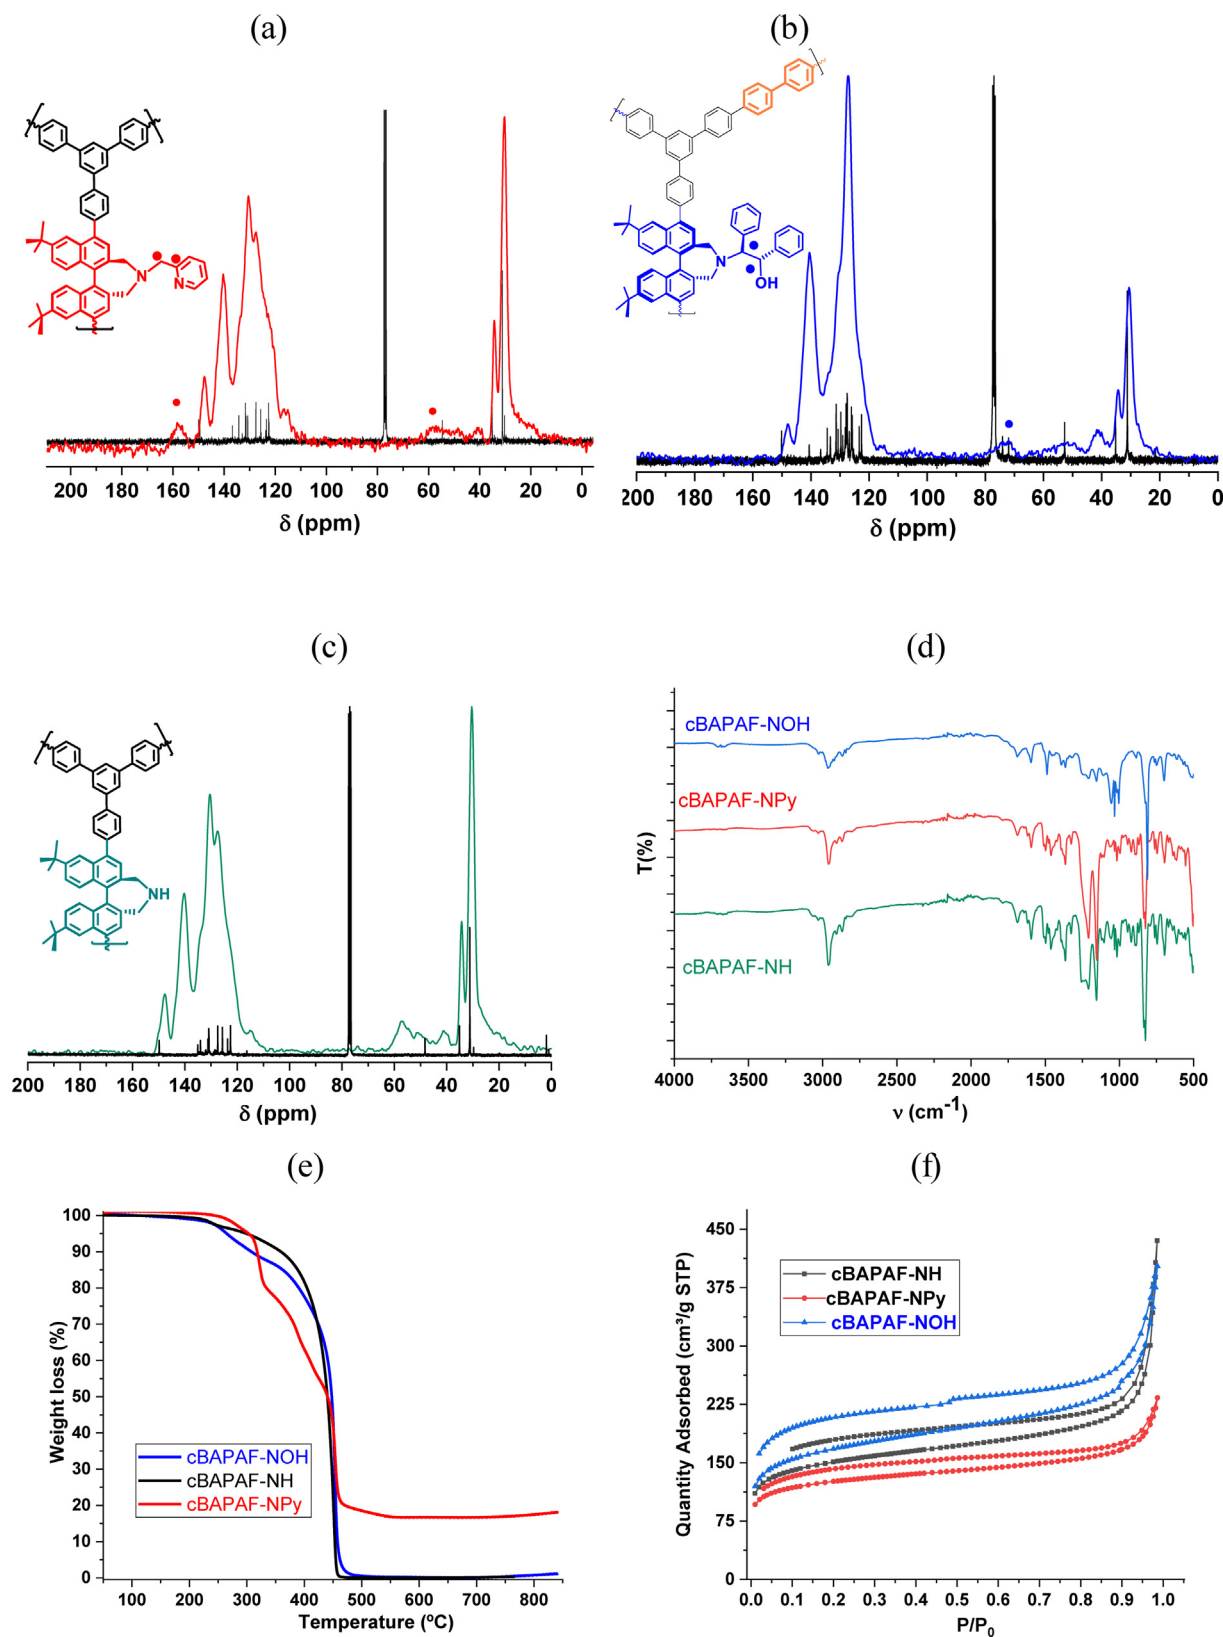 (a)
(b)
N
N
200 180 160 140 120 100 80 60 40 20 0
δ (ppm)
N
OH
200 180 160 140 120 100 80 60 40 20 0
δ (ppm)
(c)
(d)
NH
200 180 160 140 120 100 80 60 40 20 0
δ (ppm)
cBAPAF-NOH
cBAPAF-NPy
cBAPAF-NH
T(%)
4000 3500 3000 2500 2000 1500 1000 500
ν (cm⁻¹)
(e)
(f)
100
90
80
70
60
50
40
30
20
10
0
Weight loss (%)
cBAPAF-NOH
cBAPAF-NH
cBAPAF-NPy
100 200 300 400 500 600 700 800
Temperature (ºC)
450
375
300
225
150
75
0
Quantity Adsorbed (cm³/g STP)
cBAPAF-NH
cBAPAF-NPy
cBAPAF-NOH
0.0 0.1 0.2 0.3 0.4 0.5 0.6 0.7 0.8 0.9 1.0
P/P₀